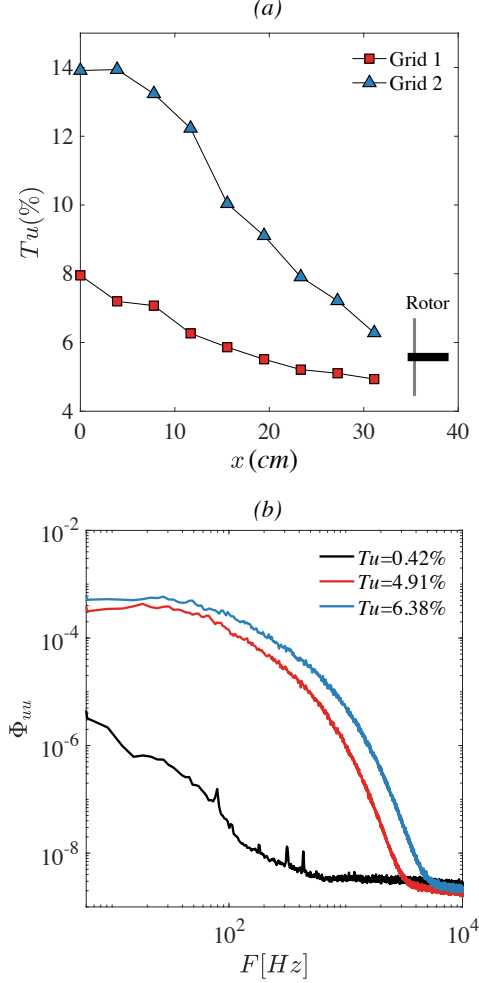 (a)
14
12
10
8
6
4
Tu(%)
Grid 1
Grid 2
Rotor
0
10
20
30
40
x (cm)
(b)
10^-2
10^-4
10^-6
10^-8
Φuu
Tu=0.42%
Tu=4.91%
Tu=6.38%
10^2
10^3
10^4
F[Hz]